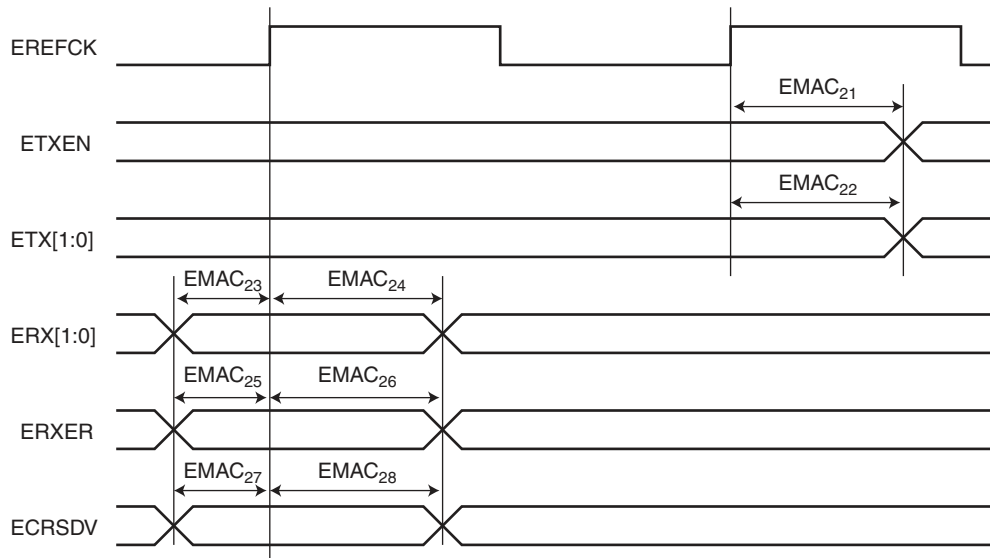 EREFCK
EMAC₂₁
ETXEN
EMAC₂₂
ETX[1:0]
EMAC₂₃ EMAC₂₄
ERX[1:0]
EMAC₂₅ EMAC₂₆
ERXER
EMAC₂₇ EMAC₂₈
ECRSDV